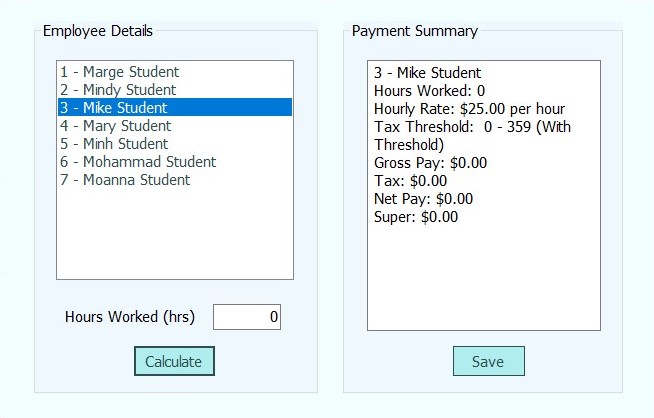 Employee Details
1 - Marge Student
2 - Mindy Student
3 - Mike Student
4 - Mary Student
5 - Minh Student
6 - Mohammad Student
7 - Moanna Student
Hours Worked (hrs) 0
Calculate
Payment Summary
3 - Mike Student
Hours Worked: 0
Hourly Rate: $25.00 per hour
Tax Threshold:  0 - 359 (With
Threshold)
Gross Pay: $0.00
Tax: $0.00
Net Pay: $0.00
Super: $0.00
Save